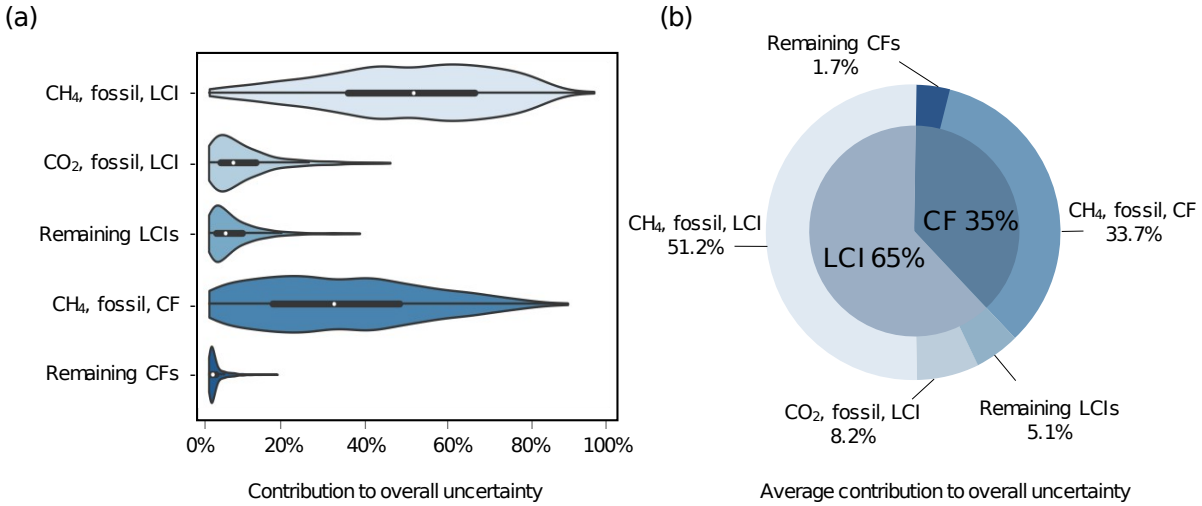 (a)
CH₄, fossil, LCI
CO₂, fossil, LCI
Remaining LCIs
CH₄, fossil, CF
Remaining CFs
0% 20% 40% 60% 80% 100%
Contribution to overall uncertainty
(b)
Remaining CFs
1.7%
CH₄, fossil, CF
33.7%
CF 35%
CH₄, fossil, LCI
51.2%
LCI 65%
Remaining LCIs
5.1%
CO₂, fossil, LCI
8.2%
Average contribution to overall uncertainty